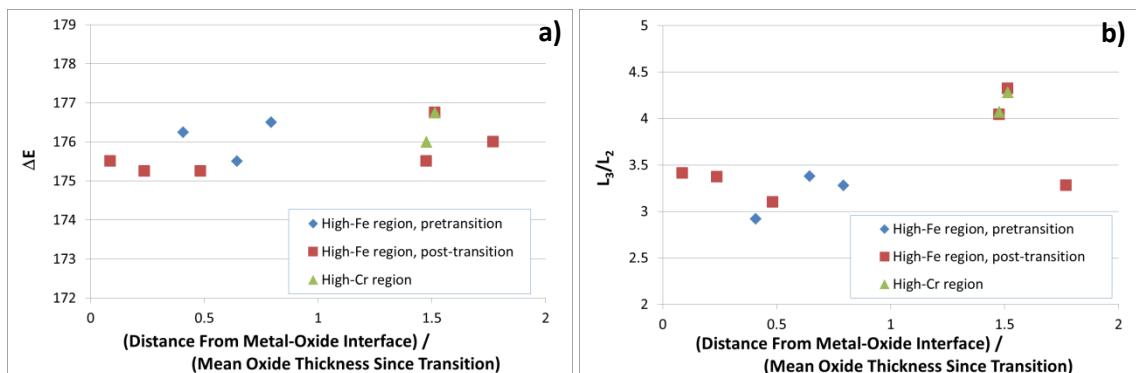 a)
179
178
177
176
175
174
173
172
ΔE
High-Fe region, pretransition
High-Fe region, post-transition
High-Cr region
0 0.5 1 1.5 2
(Distance From Metal-Oxide Interface) /
(Mean Oxide Thickness Since Transition)
b)
5
4.5
4
3.5
3
2.5
2
L3/L2
High-Fe region, pretransition
High-Fe region, post-transition
High-Cr region
0 0.5 1 1.5 2
(Distance From Metal-Oxide Interface) /
(Mean Oxide Thickness Since Transition)